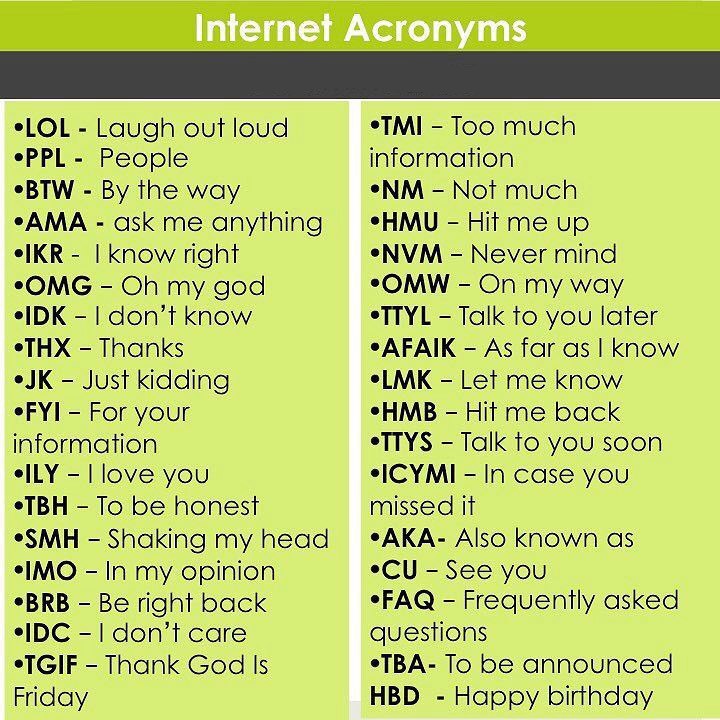 Internet Acronyms
•LOL - Laugh out loud
•PPL - People
•BTW - By the way
•AMA - ask me anything
•IKR - I know right
•OMG – Oh my god
•IDK – I don't know
•THX – Thanks
•JK – Just kidding
•FYI – For your
information
•ILY – I love you
•TBH – To be honest
•SMH – Shaking my head
•IMO – In my opinion
•BRB – Be right back
•IDC – I don't care
•TGIF – Thank God Is
Friday
•TMI – Too much
information
•NM – Not much
•HMU – Hit me up
•NVM – Never mind
•OMW – On my way
•TTYL – Talk to you later
•AFAIK – As far as I know
•LMK – Let me know
•HMB – Hit me back
•TTYS – Talk to you soon
•ICYMI – In case you
missed it
•AKA- Also known as
•CU – See you
•FAQ – Frequently asked
questions
•TBA- To be announced
HBD - Happy birthday